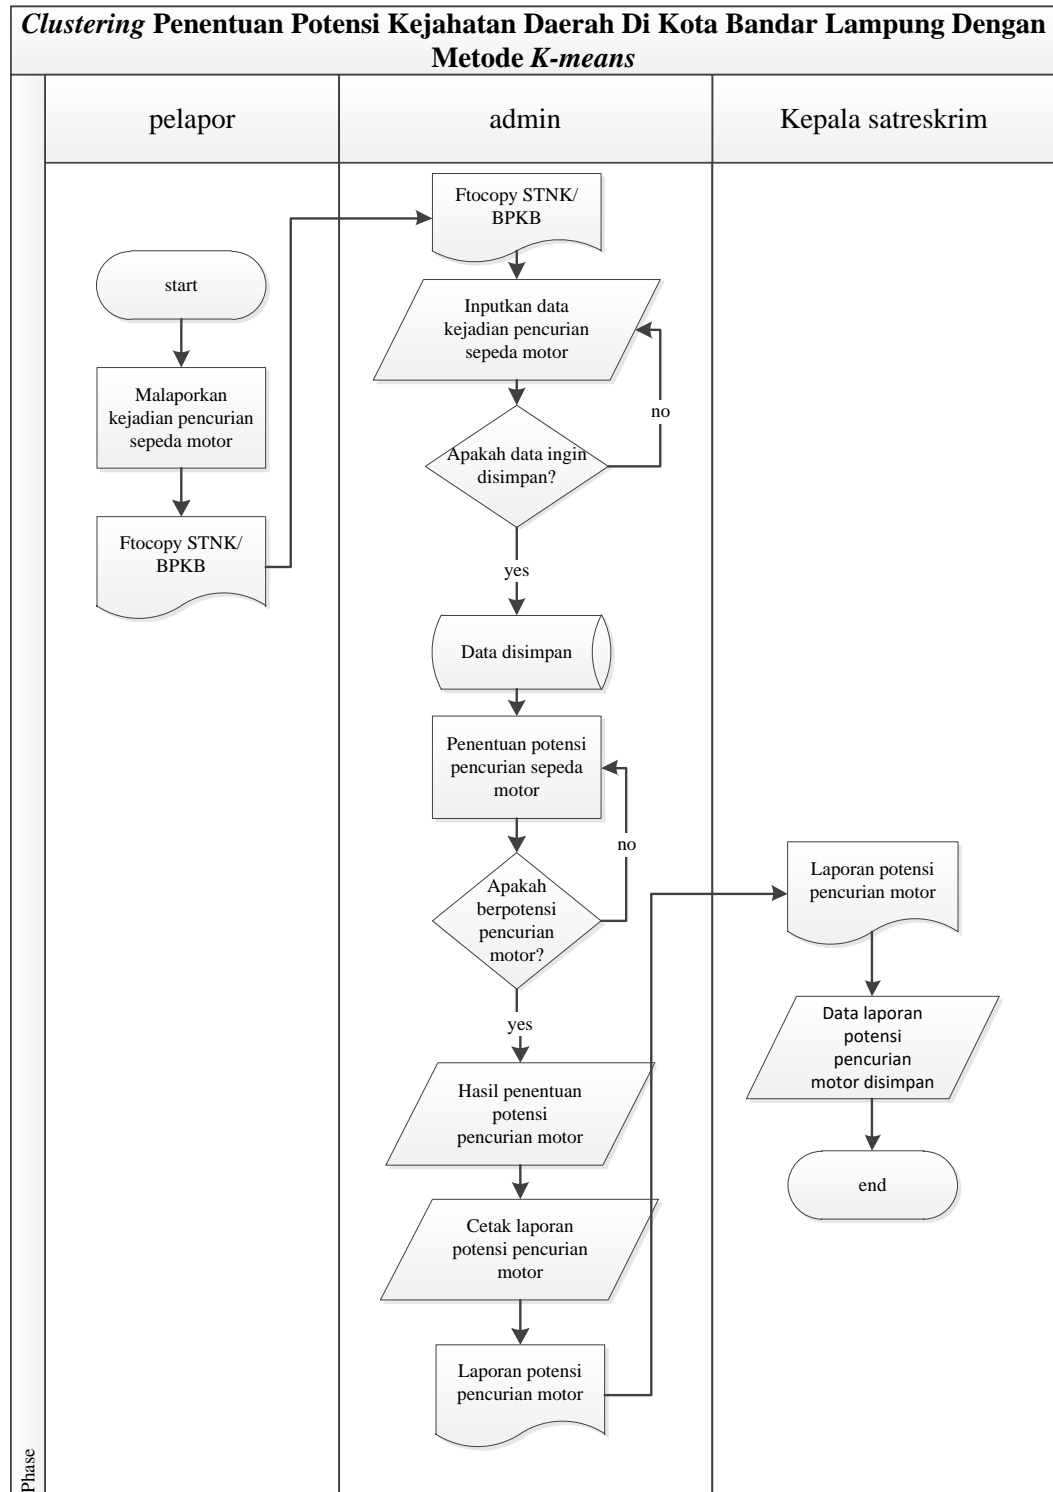 Clustering Penentuan Potensi Kejahatan Daerah Di Kota Bandar Lampung Dengan
Metode K-means
pelapor
admin
Kepala satreskrim
start
Malaporkan
kejadian pencurian
sepeda motor
Ftocopy STNK/
BPKB
Ftocopy STNK/
BPKB
Inputkan data
kejadian pencurian
sepeda motor
no
Apakah data ingin
disimpan?
yes
Data disimpan
Penentuan potensi
pencurian sepeda
motor
no
Apakah
berpotensi
pencurian
motor?
yes
Hasil penentuan
potensi
pencurian motor
Cetak laporan
potensi pencurian
motor
Laporan potensi
pencurian motor
Laporan potensi
pencurian motor
Data laporan
potensi
pencurian
motor disimpan
end
Phase